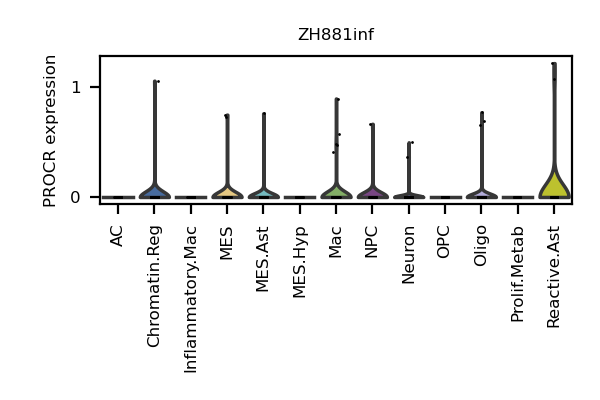 ZH881inf
PROCR expression
1
0
AC
Chromatin.Reg
Inflammatory.Mac
MES
MES.Ast
MES.Hyp
Mac
NPC
Neuron
OPC
Oligo
Prolif.Metab
Reactive.Ast